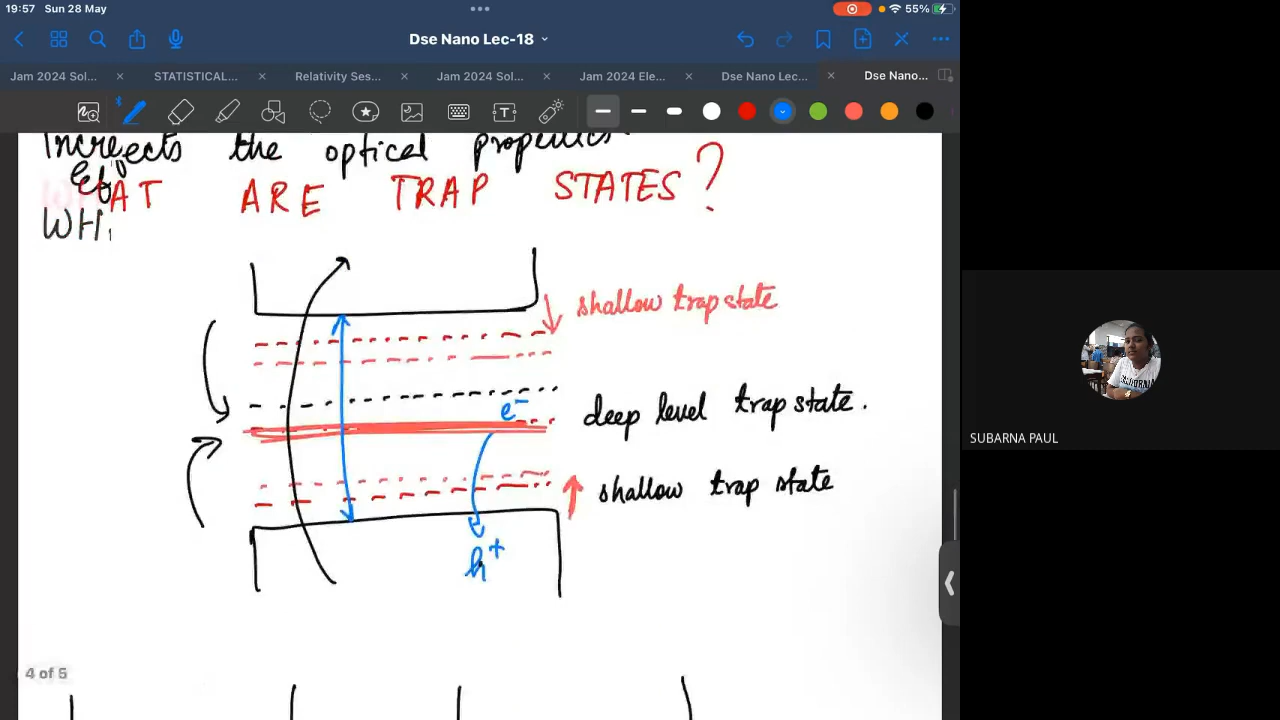 19:57 Sun 28 May
55%
Dse Nano Lec-18
Jam 2024 Sol...
STATISTICAL...
Relativity Ses...
Jam 2024 Sol...
Jam 2024 Ele...
Dse Nano Lec...
Dse Nano...
the optical properties
WHAT ARE TRAP STATES?
shallow trap state
e⁻
deep level trap state.
shallow trap state
h⁺
SUBARNA PAUL
4 of 5